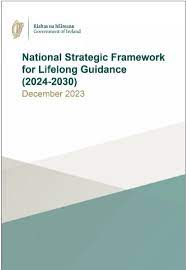 Rialtas na hÉireann
Government of Ireland
National Strategic Framework
for Lifelong Guidance
(2024-2030)
December 2023